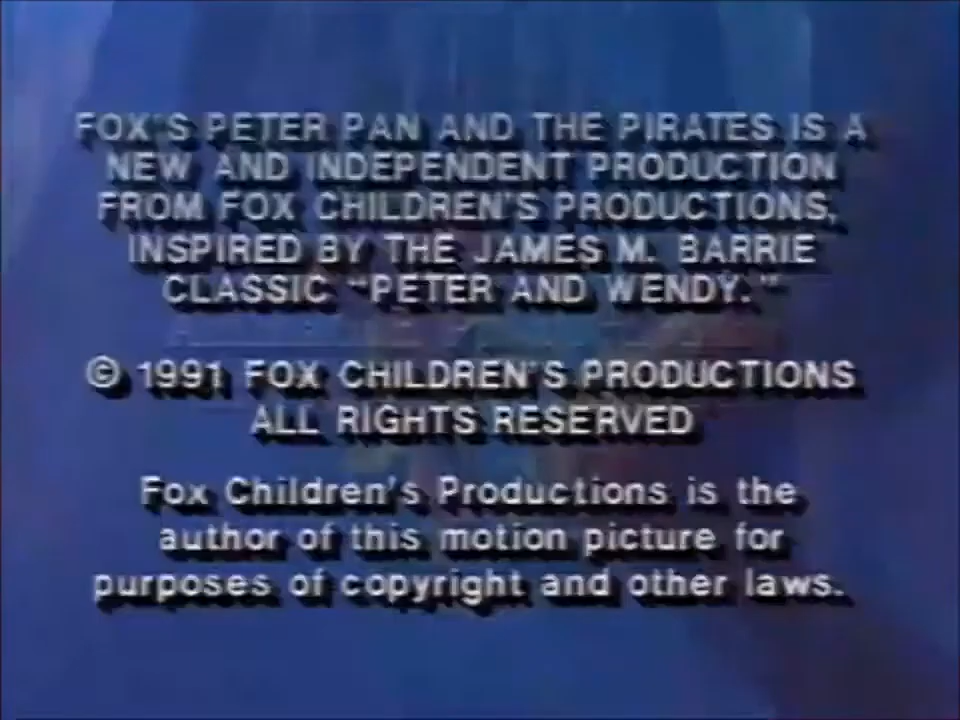 FOX'S PETER PAN AND THE PIRATES IS A
NEW AND INDEPENDENT PRODUCTION
FROM FOX CHILDREN'S PRODUCTIONS,
INSPIRED BY THE JAMES M. BARRIE
CLASSIC "PETER AND WENDY."
© 1991 FOX CHILDREN'S PRODUCTIONS
ALL RIGHTS RESERVED
Fox Children's Productions is the
author of this motion picture for
purposes of copyright and other laws.